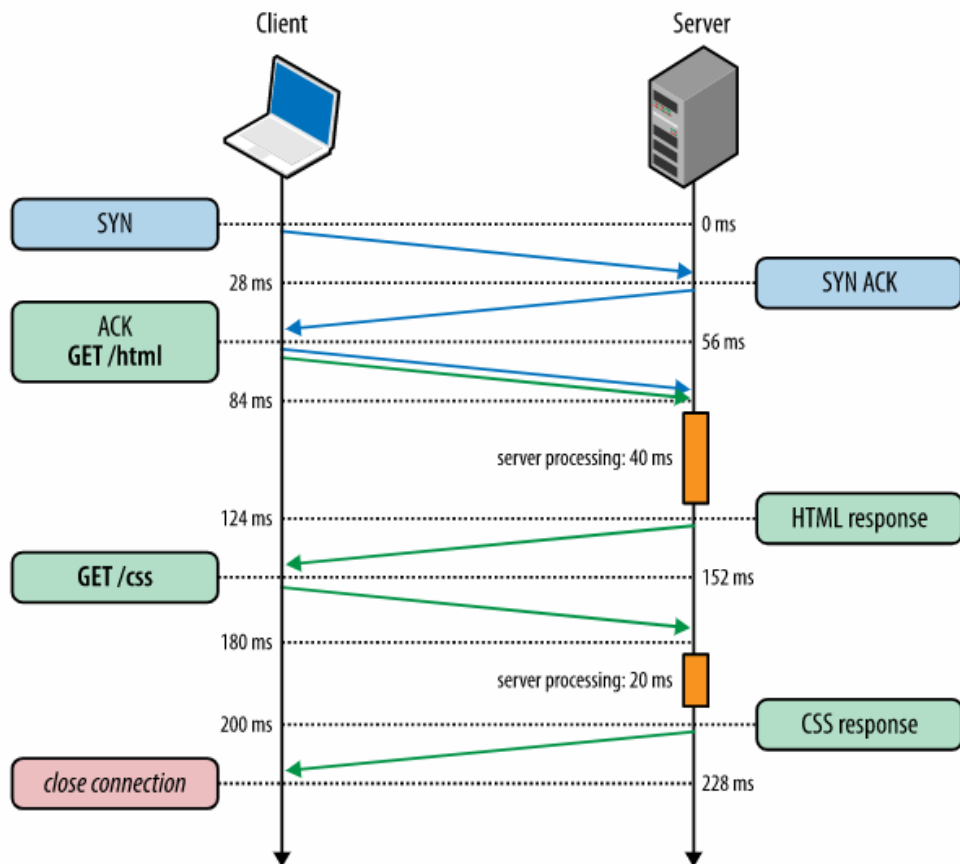 Client
Server
SYN
0 ms
28 ms
SYN ACK
ACK
GET /html
56 ms
84 ms
server processing: 40 ms
124 ms
HTML response
GET /css
152 ms
180 ms
server processing: 20 ms
200 ms
CSS response
close connection
228 ms